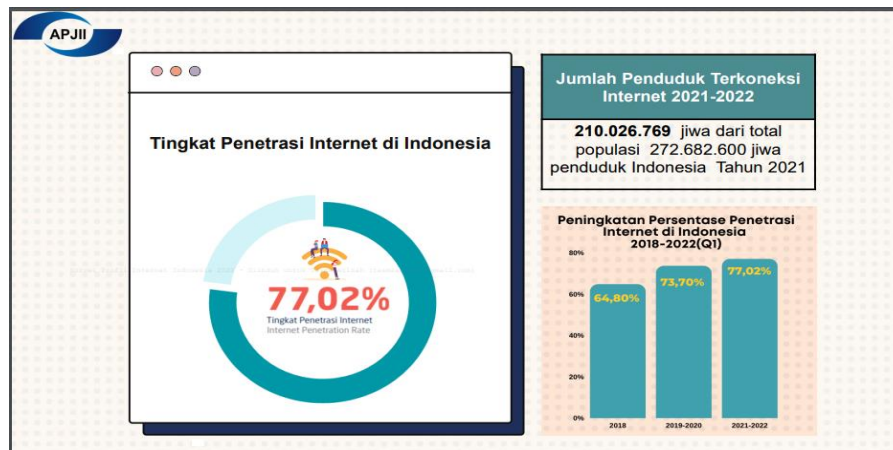 APJII
Tingkat Penetrasi Internet di Indonesia
77,02%
Tingkat Penetrasi Internet
Internet Penetration Rate
Jumlah Penduduk Terkoneksi
Internet 2021-2022
210.026.769 jiwa dari total
populasi 272.682.600 jiwa
penduduk Indonesia Tahun 2021
Peningkatan Persentase Penetrasi
Internet di Indonesia
2018-2022(Q1)
80%
60%
40%
20%
0%
64,80%
73,70%
77,02%
2018
2019-2020
2021-2022